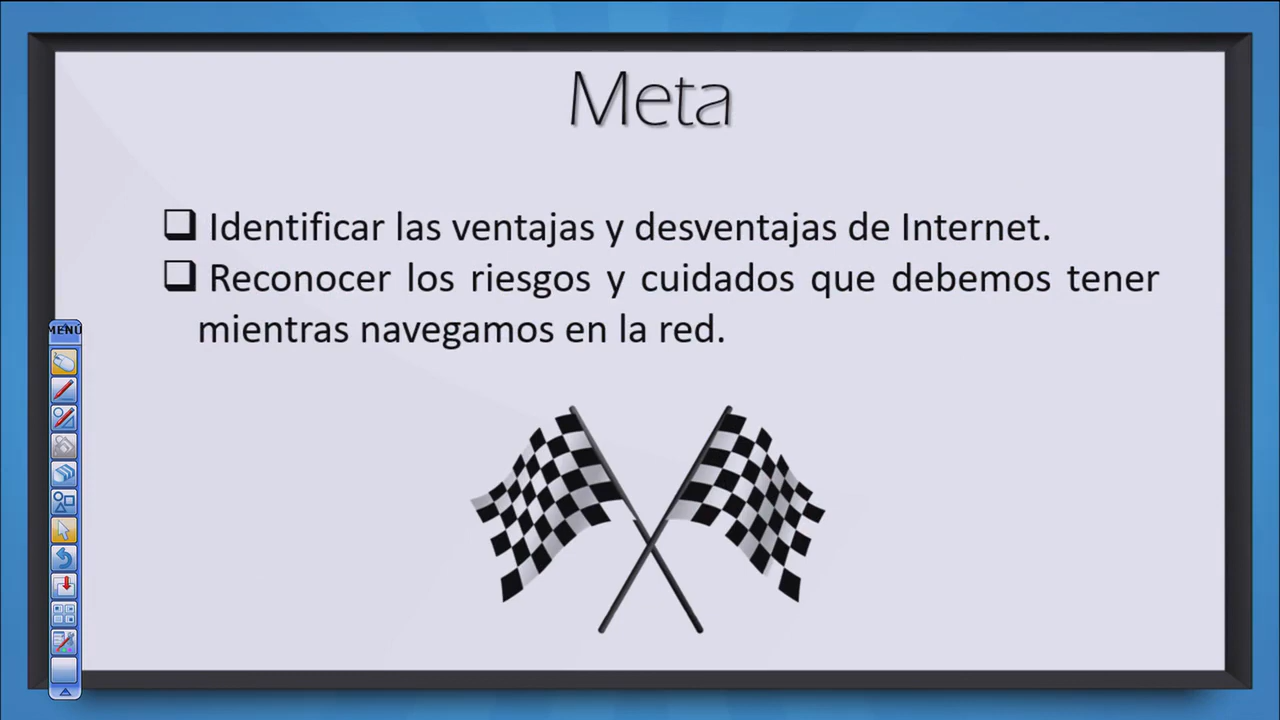 Meta
Identificar las ventajas y desventajas de Internet.
Reconocer los riesgos y cuidados que debemos tener
mientras navegamos en la red.
MENÚ